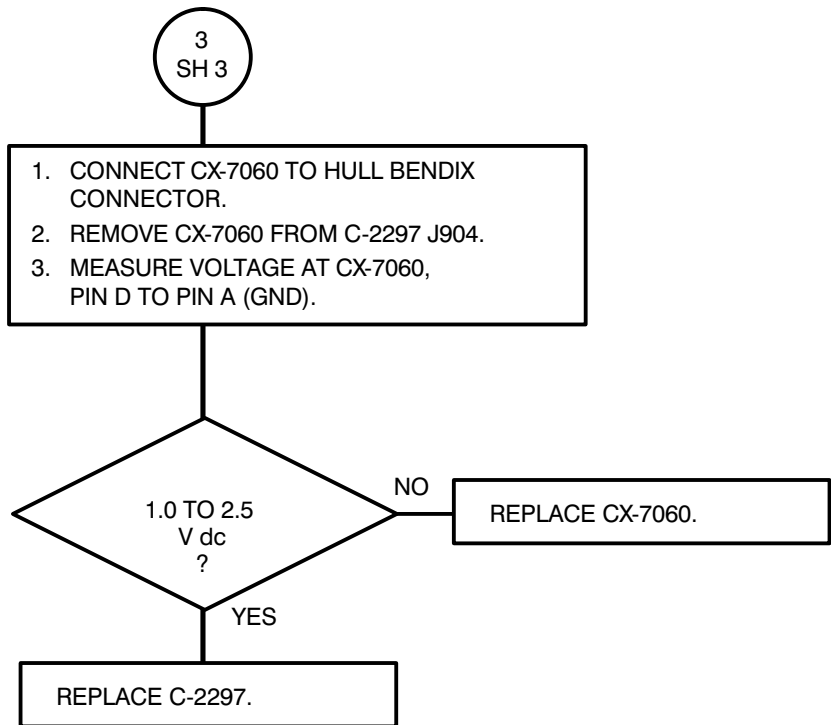 3
SH 3
1. CONNECT CX-7060 TO HULL BENDIX
CONNECTOR.
2. REMOVE CX-7060 FROM C-2297 J904.
3. MEASURE VOLTAGE AT CX-7060,
PIN D TO PIN A (GND).
1.0 TO 2.5
V dc
?
NO
REPLACE CX-7060.
YES
REPLACE C-2297.